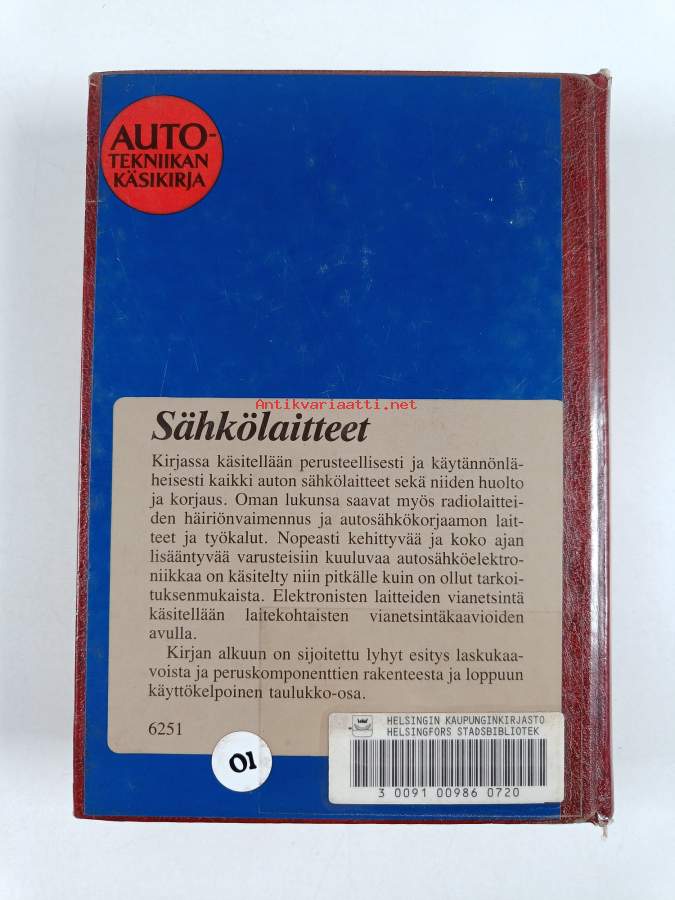 AUTO-
TEKNIIKAN
KÄSIKIRJA
Antikvariaatti.net
Sähkölaitteet
Kirjassa käsitellään perusteellisesti ja käytännönlä-
heisesti kaikki auton sähkölaitteet sekä niiden huolto
ja korjaus. Oman lukunsa saavat myös radiolaittei-
den häiriönvaimennus ja autosähkökorjaamon lait-
teet ja työkalut. Nopeasti kehittyvää ja koko ajan
lisääntyvää varusteisiin kuuluvaa autosähköelektro-
niikkaa on käsitelty niin pitkälle kuin on ollut tarkoi-
tuksenmukaista. Elektronisten laitteiden vianetsintä
käsitellään laitekohtaisten vianetsintäkaavioiden
avulla.
Kirjan alkuun on sijoitettu lyhyt esitys laskukaa-
voista ja peruskomponenttien rakenteesta ja loppuun
käyttökelpoinen taulukko-osa.
6251
01
HELSINGIN KAUPUNGINKIRJASTO
HELSINGFORS STADSBIBLIOTEK
3 0091 00986 0720